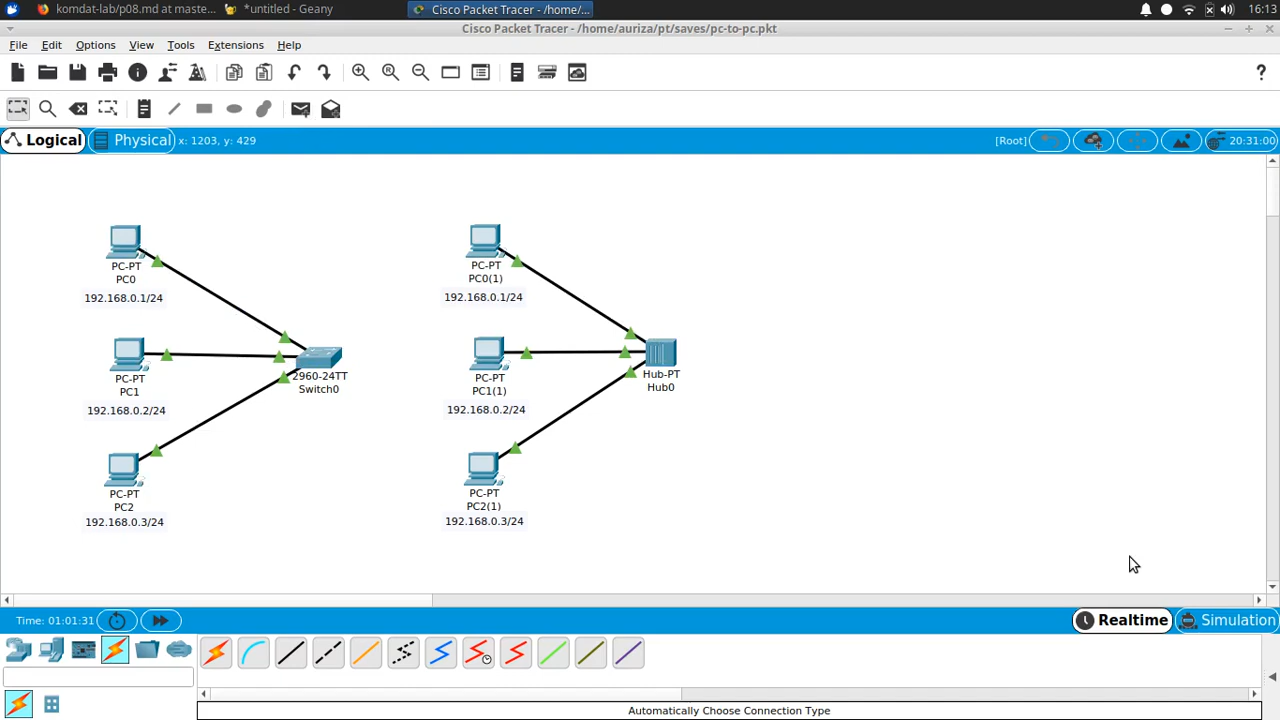 komdat-lab/p08.md at maste...
*untitled - Geany
Cisco Packet Tracer - /home/...
16:13
Cisco Packet Tracer - /home/auriza/pt/saves/pc-to-pc.pkt
File Edit Options View Tools Extensions Help
?
Logical
Physical
x: 1203, y: 429
[Root]
20:31:00
PC-PT
PC0
192.168.0.1/24
PC-PT
PC1
192.168.0.2/24
PC-PT
PC2
192.168.0.3/24
2960-24TT
Switch0
PC-PT
PC0(1)
192.168.0.1/24
PC-PT
PC1(1)
192.168.0.2/24
PC-PT
PC2(1)
192.168.0.3/24
Hub-PT
Hub0
Time: 01:01:31
Realtime
Simulation
Automatically Choose Connection Type